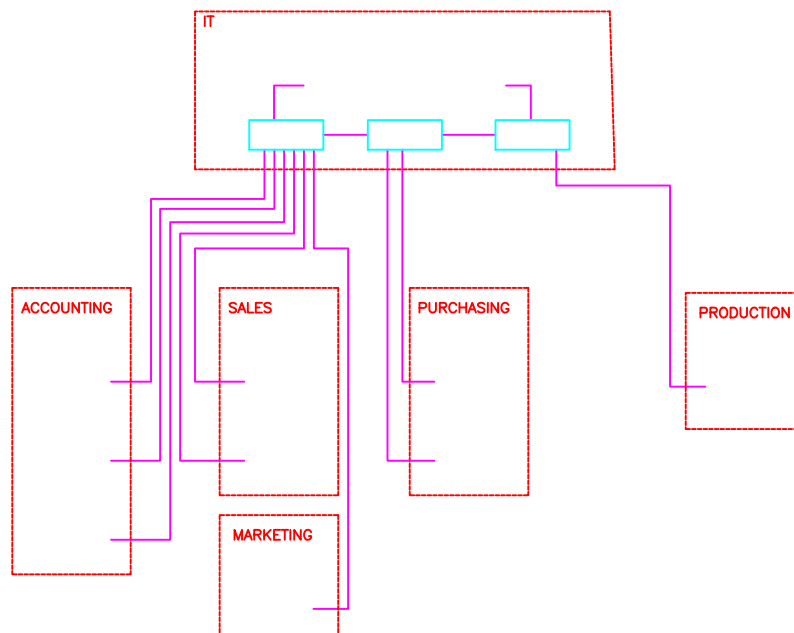 IT
ACCOUNTING
SALES
PURCHASING
PRODUCTION
MARKETING